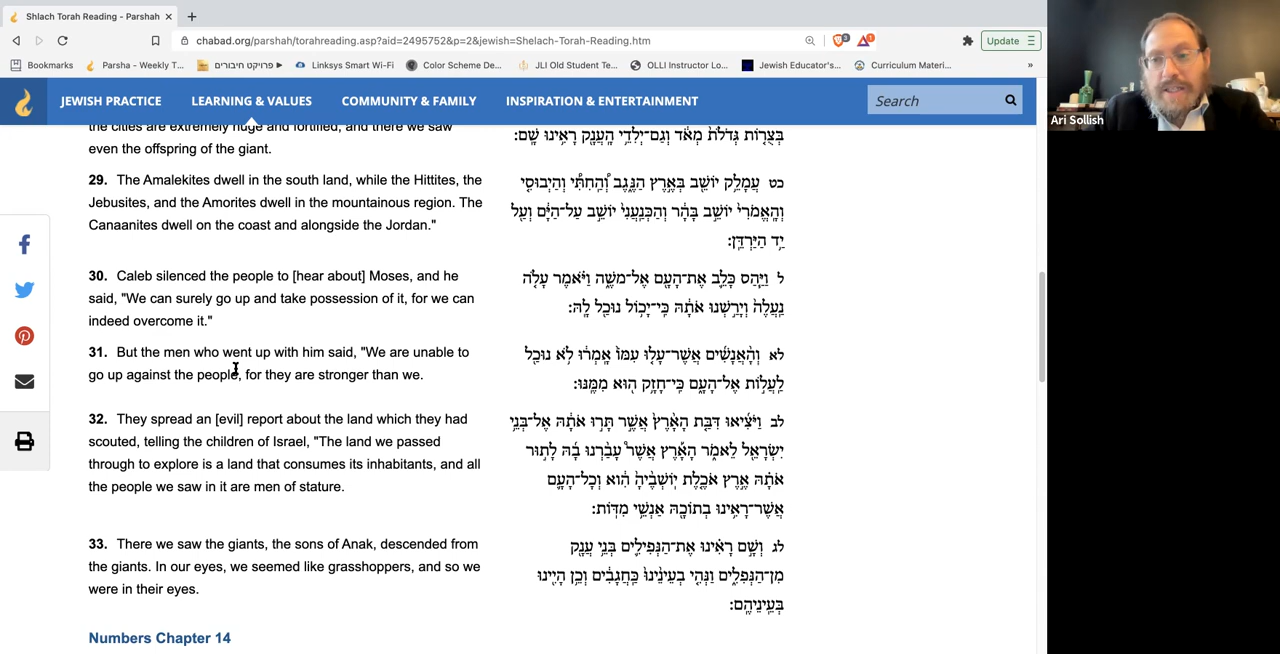 Shlach Torah Reading - Parshah
chabad.org/parshah/torahreading.asp?aid=2495752&p=2&jewish=Shelach-Torah-Reading.htm
3
1
Update
Bookmarks
Parsha - Weekly T...
פרויקט חיבורים
Linksys Smart Wi-Fi
Color Scheme De...
JLI Old Student Te...
OLLI Instructor Lo...
Jewish Educator's...
Curriculum Materi...
»
JEWISH PRACTICE
LEARNING & VALUES
COMMUNITY & FAMILY
INSPIRATION & ENTERTAINMENT
Search
Ari Sollish
the cities are extremely huge and fortified, and there we saw
even the offspring of the giant.
בְּצֻר֥וֹת גְּדֹלֹ֖ת מְאֹ֑ד וְגַם־יְלִדֵ֥י הָֽעֲנָ֖ק רָאִ֥ינוּ שָֽׁם:
29. The Amalekites dwell in the south land, while the Hittites, the
Jebusites, and the Amorites dwell in the mountainous region. The
Canaanites dwell on the coast and alongside the Jordan."
כט עֲמָלֵ֥ק יוֹשֵׁ֖ב בְּאֶ֣רֶץ הַנֶּ֑גֶב וְ֠הַֽחִתִּ֠י וְהַיְבוּסִ֤י
וְהָֽאֱמֹרִי֙ יוֹשֵׁ֣ב בָּהָ֔ר וְהַכְּנַֽעֲנִי֙ יוֹשֵׁ֣ב עַל־הַיָּ֔ם וְעַ֖ל
יַ֥ד הַיַּרְדֵּֽן:
30. Caleb silenced the people to [hear about] Moses, and he
said, "We can surely go up and take possession of it, for we can
indeed overcome it."
ל וַיַּ֧הַס כָּלֵ֛ב אֶת־הָעָ֖ם אֶל־משֶׁ֑ה וַיֹּ֗אמֶר עָלֹ֤ה
נַֽעֲלֶה֙ וְיָרַ֣שְׁנוּ אֹתָ֔הּ כִּֽי־יָכ֥וֹל נוּכַ֖ל לָֽהּ:
31. But the men who went up with him said, "We are unable to
go up against the people, for they are stronger than we.
לא וְהָ֨אֲנָשִׁ֜ים אֲשֶׁר־עָל֤וּ עִמּוֹ֙ אָֽמְר֔וּ לֹ֥א נוּכַ֖ל
לַֽעֲל֣וֹת אֶל־הָעָ֑ם כִּֽי־חָזָ֥ק ה֖וּא מִמֶּֽנּוּ:
32. They spread an [evil] report about the land which they had
scouted, telling the children of Israel, "The land we passed
through to explore is a land that consumes its inhabitants, and all
the people we saw in it are men of stature.
לב וַיֹּצִ֜יאוּ דִּבַּ֤ת הָאָ֨רֶץ֙ אֲשֶׁ֣ר תָּר֣וּ אֹתָ֔הּ אֶל־בְּנֵ֥י
יִשְׂרָאֵ֖ל לֵאמֹ֑ר הָאָ֡רֶץ אֲשֶׁר֩ עָבַ֨רְנוּ בָ֜הּ לָת֣וּר
אֹתָ֗הּ אֶ֣רֶץ אֹכֶ֤לֶת יֽוֹשְׁבֶ֨יהָ֙ הִ֔וא וְכָל־הָעָ֛ם
אֲשֶׁר־רָאִ֥ינוּ בְתוֹכָ֖הּ אַנְשֵׁ֥י מִדּֽוֹת:
33. There we saw the giants, the sons of Anak, descended from
the giants. In our eyes, we seemed like grasshoppers, and so we
were in their eyes.
לג וְשָׁ֣ם רָאִ֗ינוּ אֶת־הַנְּפִילִ֛ים בְּנֵ֥י עֲנָ֖ק
מִן־הַנְּפִלִ֑ים וַנְּהִ֤י בְעֵינֵ֨ינוּ֙ כַּֽחֲגָבִ֔ים וְכֵ֥ן הָיִ֖ינוּ
בְּעֵֽינֵיהֶֽם:
Numbers Chapter 14